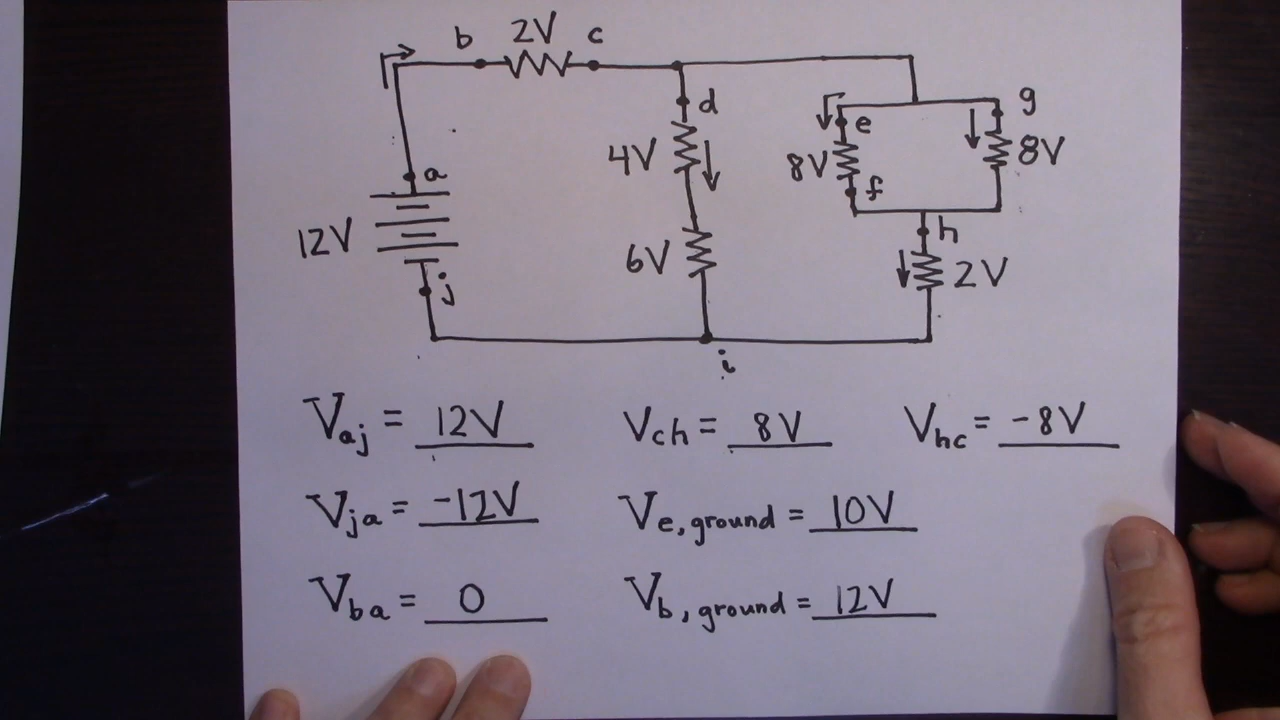 b 2V c
d
4V
e
8V
f
g
8V
a
12V
j
6V
h
2V
i
Vaj = 12V Vch = 8V Vhc = -8V
Vja = -12V Ve, ground = 10V
Vba = 0 Vb, ground = 12V